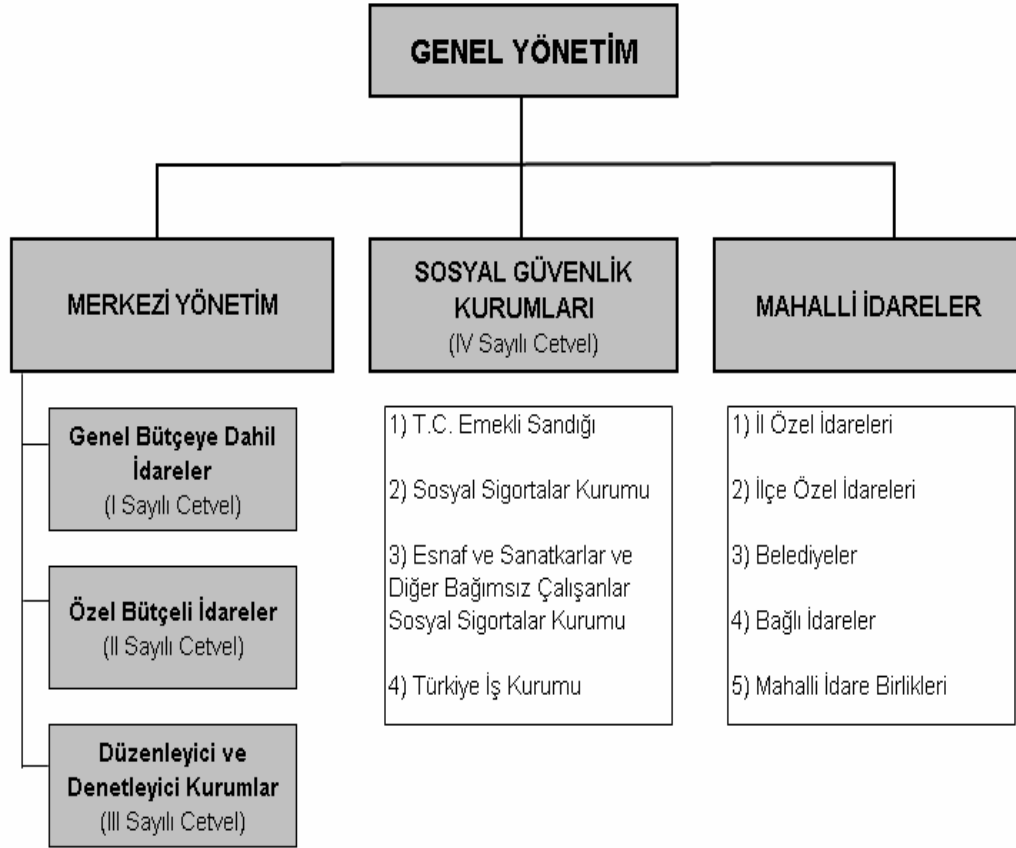 GENEL YÖNETİM
MERKEZİ YÖNETİM
SOSYAL GÜVENLİK
KURUMLARI
(IV Sayılı Cetvel)
MAHALLİ İDARELER
Genel Bütçeye Dahil
İdareler
(I Sayılı Cetvel)
Özel Bütçeli İdareler
(II Sayılı Cetvel)
Düzenleyici ve
Denetleyici Kurumlar
(III Sayılı Cetvel)
1) T.C. Emekli Sandığı
2) Sosyal Sigortalar Kurumu
3) Esnaf ve Sanatkarlar ve
Diğer Bağımsız Çalışanlar
Sosyal Sigortalar Kurumu
4) Türkiye İş Kurumu
1) İl Özel İdareleri
2) İlçe Özel İdareleri
3) Belediyeler
4) Bağlı İdareler
5) Mahalli İdare Birlikleri